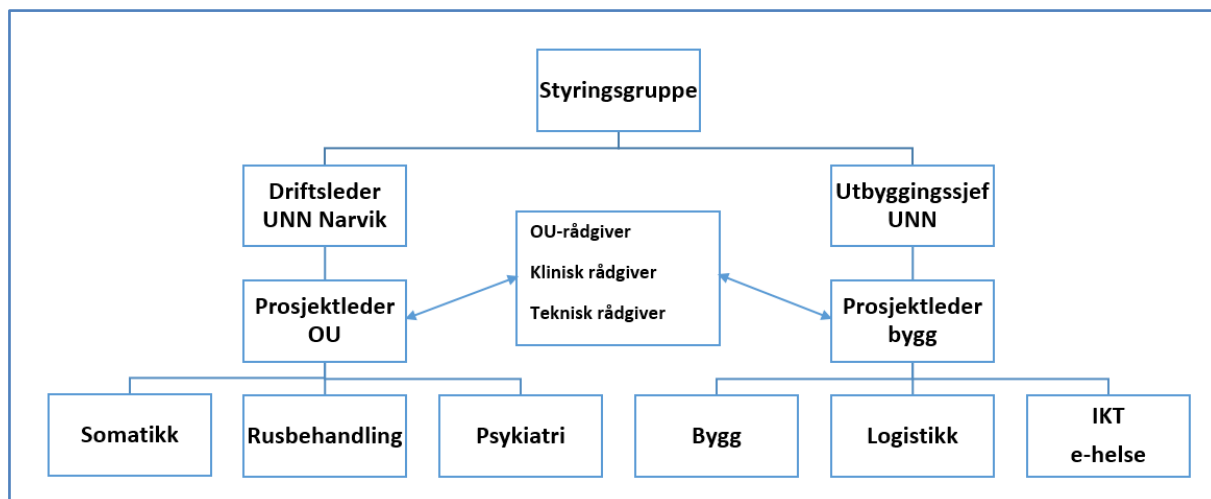 Styringsgruppe
Driftsleder
UNN Narvik
Utbyggingssjef
UNN
OU-rådgiver
Klinisk rådgiver
Teknisk rådgiver
Prosjektleder
OU
Prosjektleder
bygg
Somatikk
Rusbehandling
Psykiatri
Bygg
Logistikk
IKT
e-helse